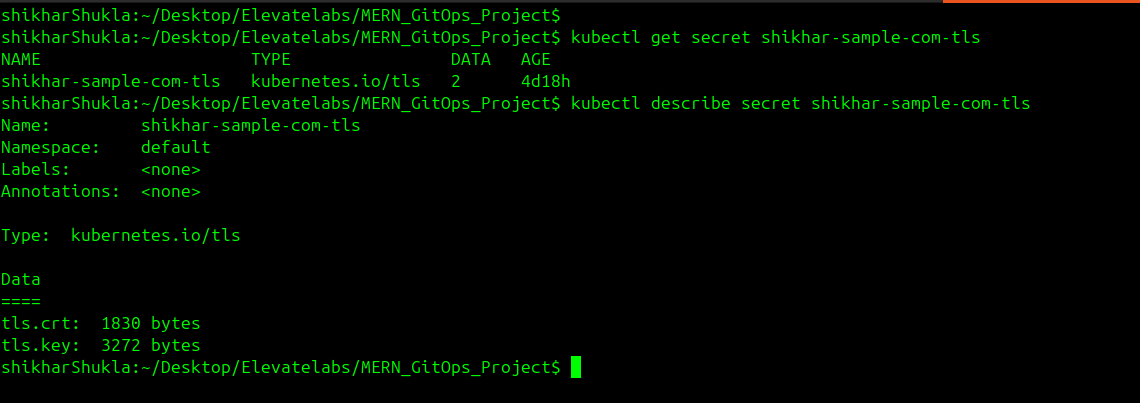 shikharShukla:~/Desktop/Elevatelabs/MERN_GitOps_Project$
shikharShukla:~/Desktop/Elevatelabs/MERN_GitOps_Project$ kubectl get secret shikhar-sample-com-tls
NAME                     TYPE                DATA   AGE
shikhar-sample-com-tls   kubernetes.io/tls   2      4d18h
shikharShukla:~/Desktop/Elevatelabs/MERN_GitOps_Project$ kubectl describe secret shikhar-sample-com-tls
Name:         shikhar-sample-com-tls
Namespace:    default
Labels:       <none>
Annotations:  <none>

Type:  kubernetes.io/tls

Data
====
tls.crt:  1830 bytes
tls.key:  3272 bytes
shikharShukla:~/Desktop/Elevatelabs/MERN_GitOps_Project$